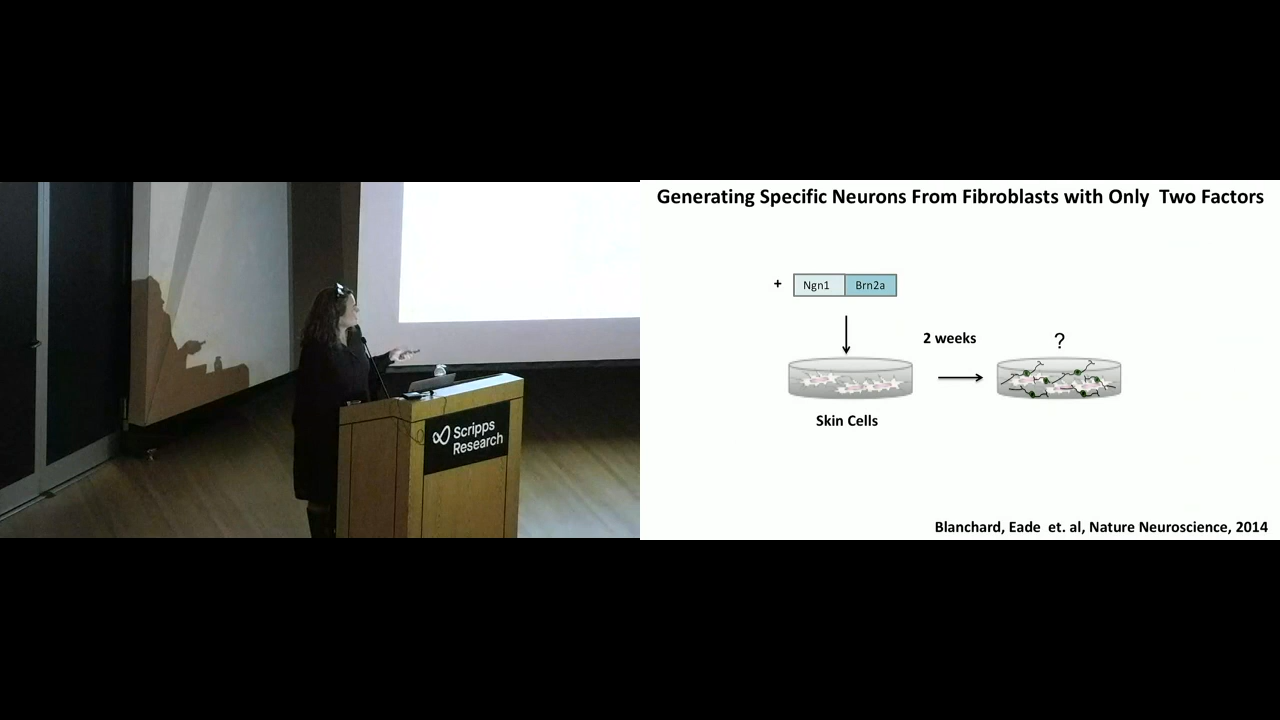 Generating Specific Neurons From Fibroblasts with Only Two Factors
+ Ngn1 Brn2a
2 weeks
?
Skin Cells
Scripps
Research
Blanchard, Eade et. al, Nature Neuroscience, 2014